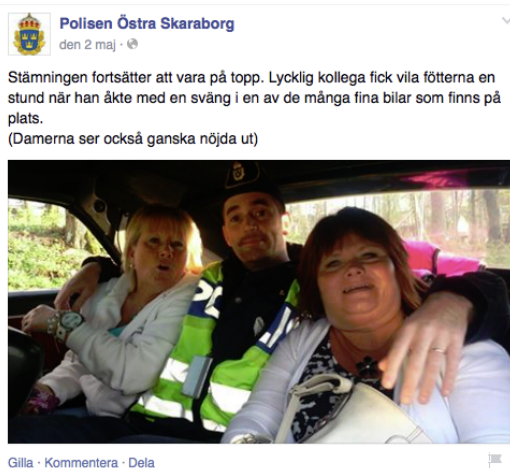 Polisen Östra Skaraborg
den 2 maj ·
Stämningen fortsätter att vara på topp. Lycklig kollega fick vila fötterna en
stund när han åkte med en sväng i en av de många fina bilar som finns på
plats.
(Damerna ser också ganska nöjda ut)
Gilla · Kommentera · Dela